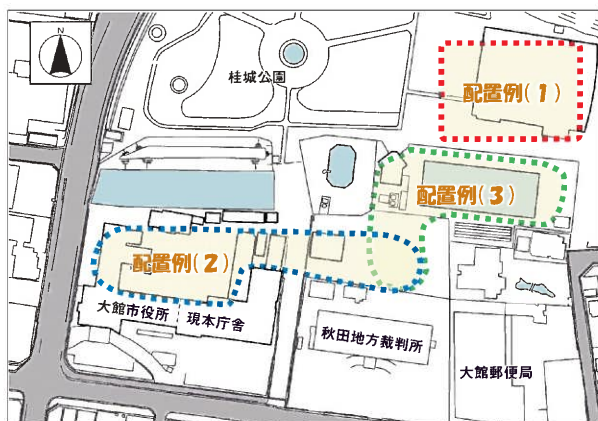 N
桂城公園
配置例(1)
配置例(3)
配置例(2)
大館市役所 現本庁舎
秋田地方裁判所
大館郵便局